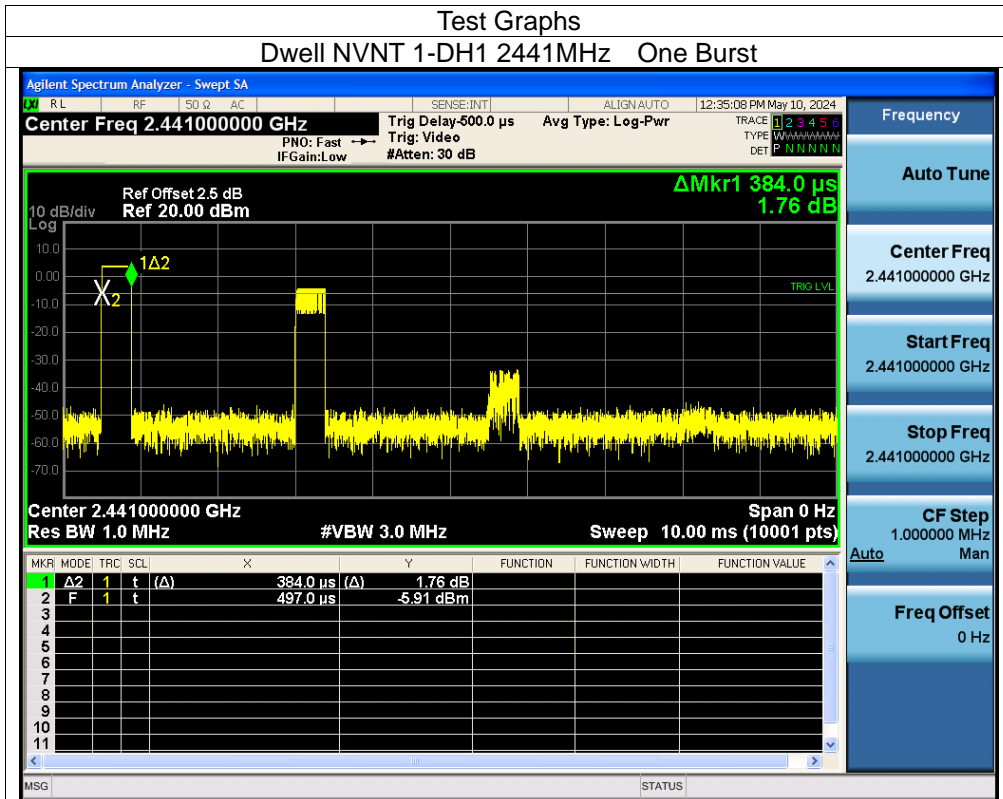 Test Graphs
Dwell NVNT 1-DH1 2441MHz One Burst
Agilent Spectrum Analyzer - Swept SA
LXI RL RF 50 Ω AC SENSE:INT ALIGNAUTO 12:35:08 PM May 10, 2024
Center Freq 2.441000000 GHz Trig Delay-500.0 µs Avg Type: Log-Pwr TRACE 1 2 3 4 5 6
PNO: Fast Trig: Video TYPE WWWWWW
IFGain:Low #Atten: 30 dB DET P N N N N N
ΔMkr1 384.0 µs
1.76 dB
Ref Offset 2.5 dB
10 dB/div Ref 20.00 dBm
Log
10.0
0.00
-10.0
-20.0
-30.0
-40.0
-50.0
-60.0
-70.0
1Δ2
X2
TRIG LVL
Center 2.441000000 GHz Span 0 Hz
Res BW 1.0 MHz #VBW 3.0 MHz Sweep 10.00 ms (10001 pts)
MKR MODE TRC SCL X Y FUNCTION FUNCTION WIDTH FUNCTION VALUE
1 Δ2 1 t (Δ) 384.0 µs (Δ) 1.76 dB
2 F 1 t 497.0 µs -5.91 dBm
3
4
5
6
7
8
9
10
11
MSG STATUS
Frequency
Auto Tune
Center Freq
2.441000000 GHz
Start Freq
2.441000000 GHz
Stop Freq
2.441000000 GHz
CF Step
1.000000 MHz
Auto Man
Freq Offset
0 Hz